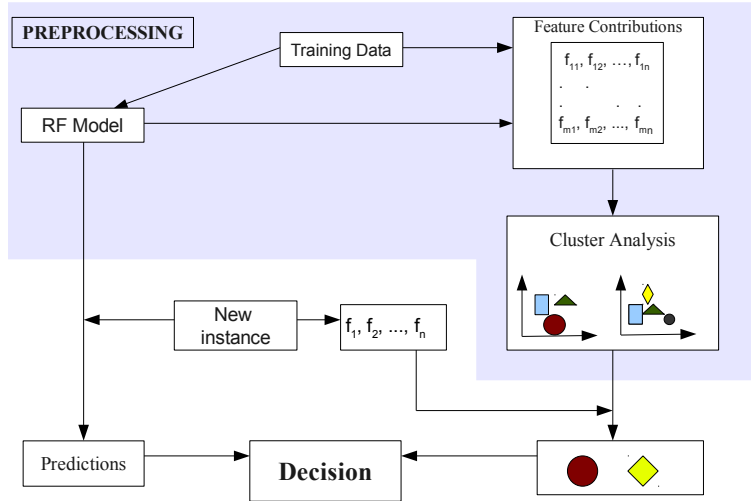 PREPROCESSING
Training Data
Feature Contributions
f11, f12, ..., f1n
. .
. . .
fm1, fm2, ..., fmn
RF Model
Cluster Analysis
New
instance
f1, f2, ..., fn
Predictions
Decision